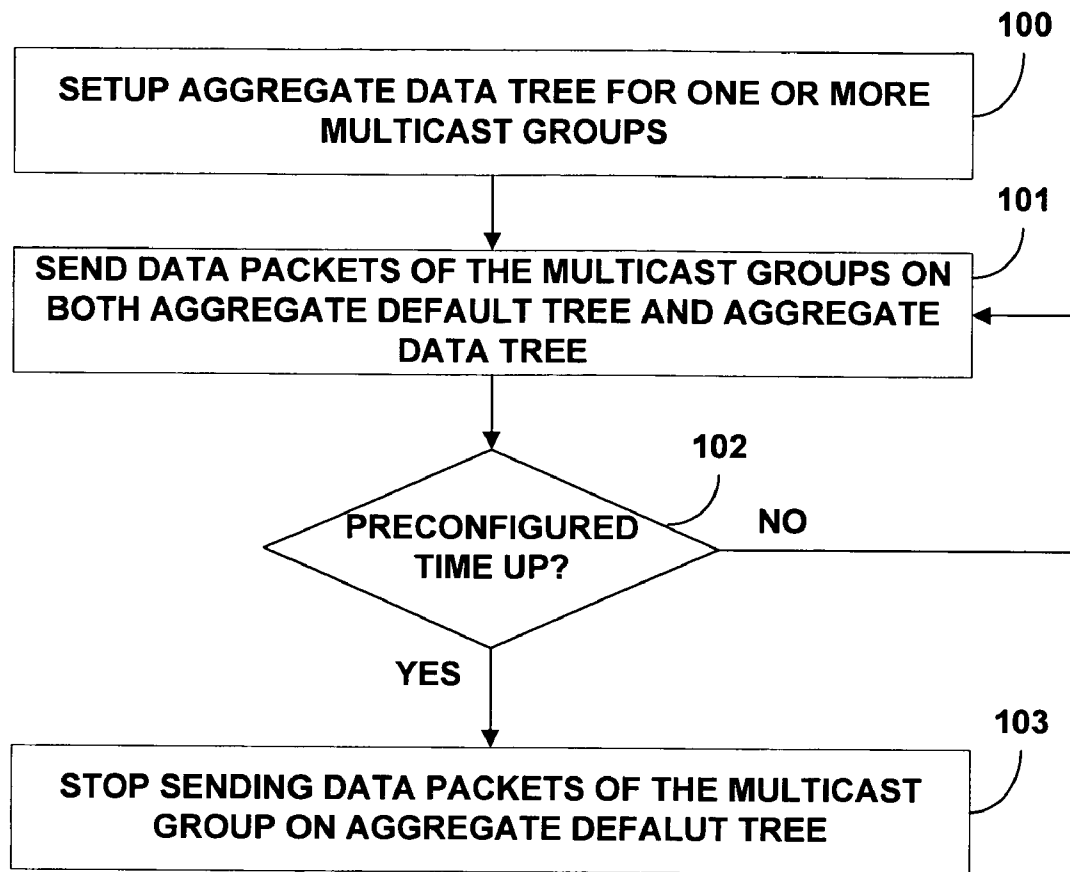 100
SETUP AGGREGATE DATA TREE FOR ONE OR MORE
MULTICAST GROUPS
101
SEND DATA PACKETS OF THE MULTICAST GROUPS ON
BOTH AGGREGATE DEFAULT TREE AND AGGREGATE
DATA TREE
102
PRECONFIGURED
TIME UP?
NO
YES
103
STOP SENDING DATA PACKETS OF THE MULTICAST
GROUP ON AGGREGATE DEFALUT TREE